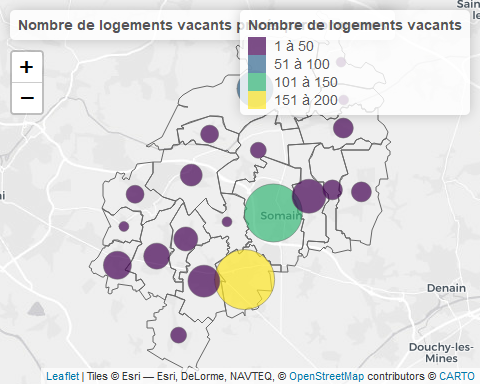 Nombre de logements vacants p
Nombre de logements vacants
1 à 50
51 à 100
101 à 150
151 à 200
+
−
Somain
Denain
Douchy-les-
Mines
Leaflet | Tiles © Esri — Esri, DeLorme, NAVTEQ, © OpenStreetMap contributors © CARTO